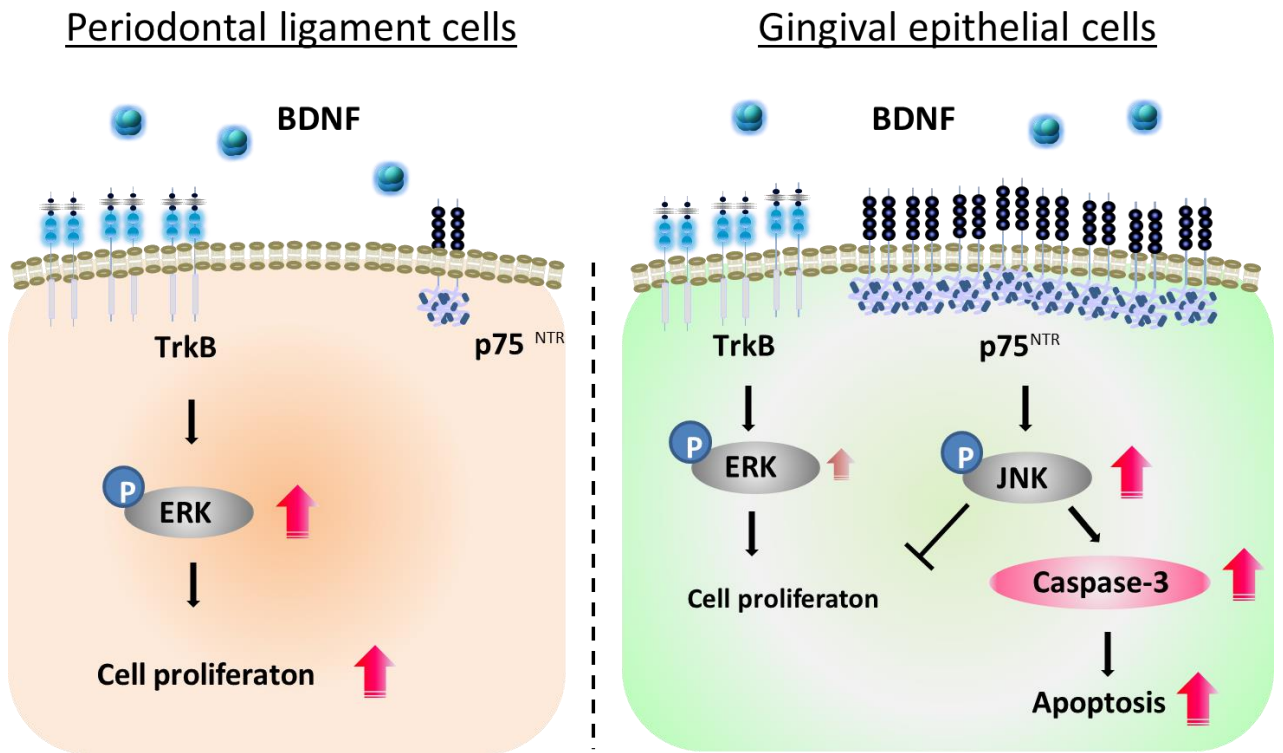 Periodontal ligament cells
BDNF
TrkB
p75 NTR
P
ERK
Cell proliferaton
Gingival epithelial cells
BDNF
TrkB
p75NTR
P
ERK
P
JNK
Cell proliferaton
Caspase-3
Apoptosis